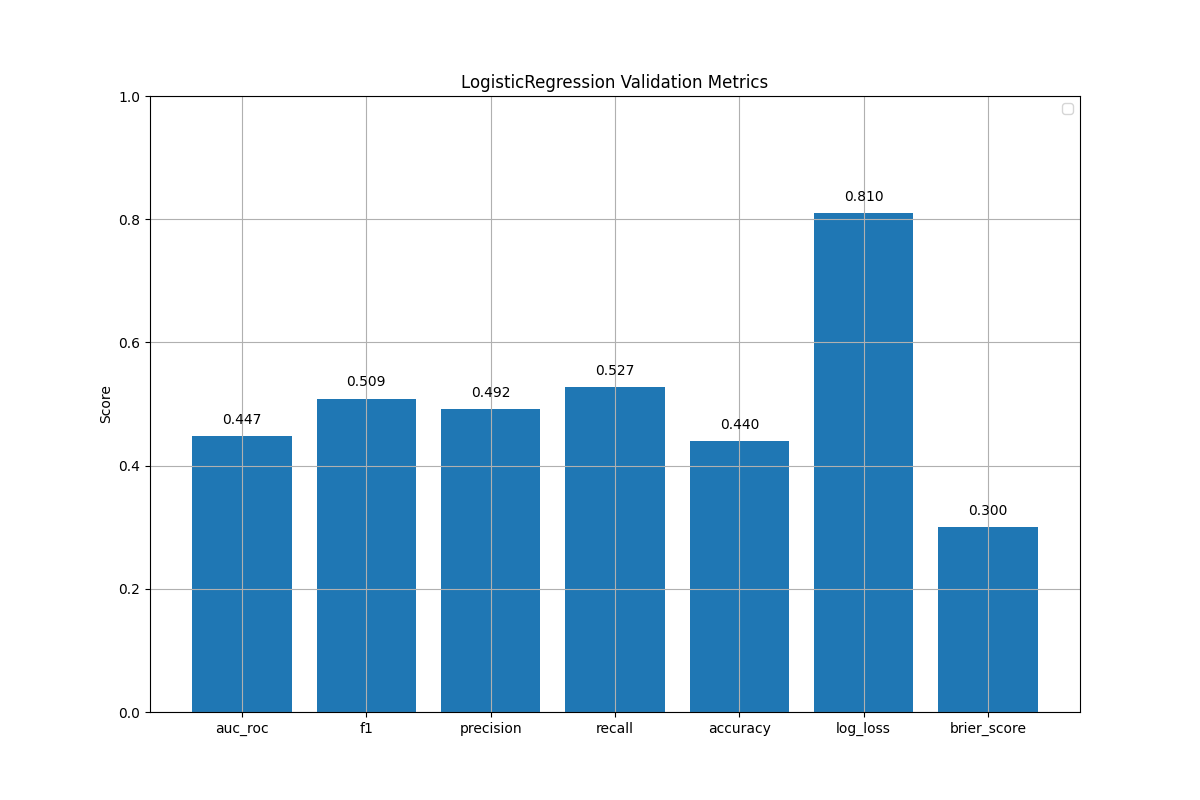 LogisticRegression Validation Metrics
1.0
0.8
0.6
0.4
0.2
0.0
Score
0.447
0.509
0.492
0.527
0.440
0.810
0.300
auc_roc
f1
precision
recall
accuracy
log_loss
brier_score